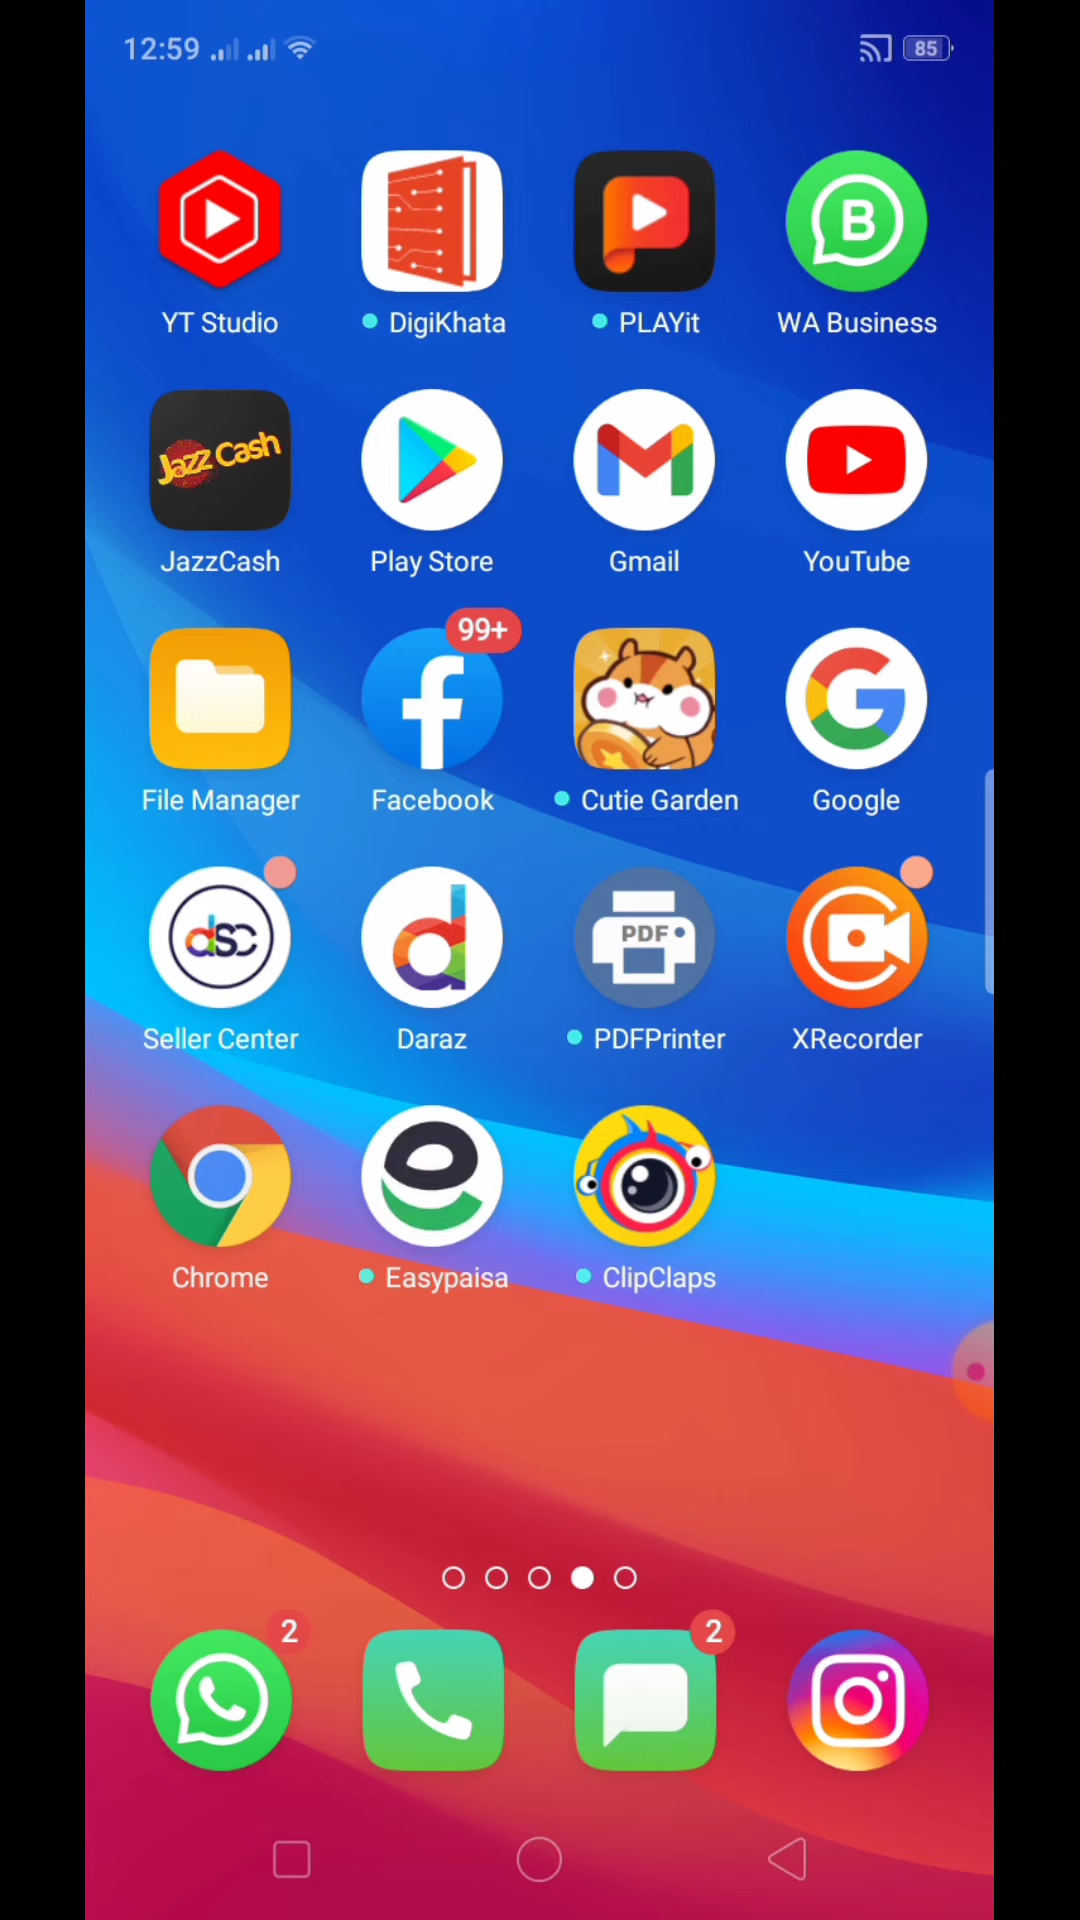 12:59 85
B
YT Studio DigiKhata PLAYit WA Business
Jazz Cash
JazzCash Play Store Gmail YouTube
99+
File Manager Facebook Cutie Garden Google
dsc PDF
Seller Center Daraz PDFPrinter XRecorder
Chrome Easypaisa ClipClaps
2 2